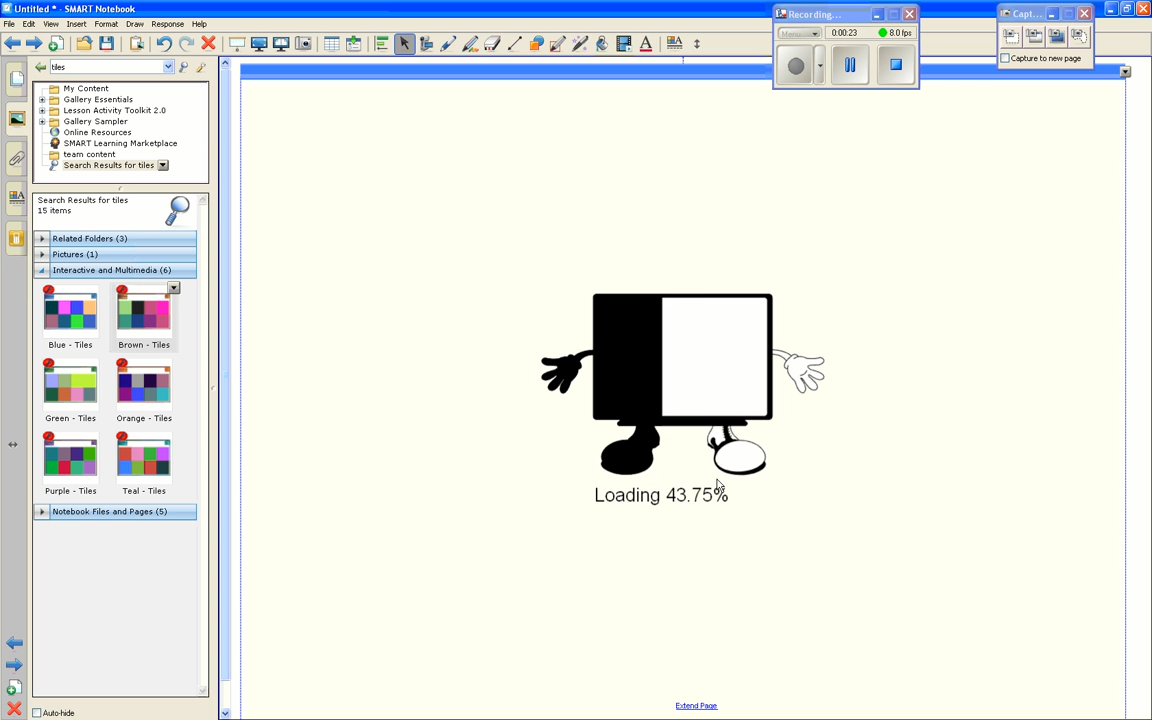 Untitled * - SMART Notebook
File Edit View Insert Format Draw Response Help
Recording...
Menu
0:00:23
8.0 fps
Capt...
Capture to new page
tiles
My Content
Gallery Essentials
Lesson Activity Toolkit 2.0
Gallery Sampler
Online Resources
SMART Learning Marketplace
team content
Search Results for tiles
Search Results for tiles
15 items
Related Folders (3)
Pictures (1)
Interactive and Multimedia (6)
Blue - Tiles
Brown - Tiles
Green - Tiles
Orange - Tiles
Purple - Tiles
Teal - Tiles
Notebook Files and Pages (5)
Loading 43.75%
Extend Page
Auto-hide